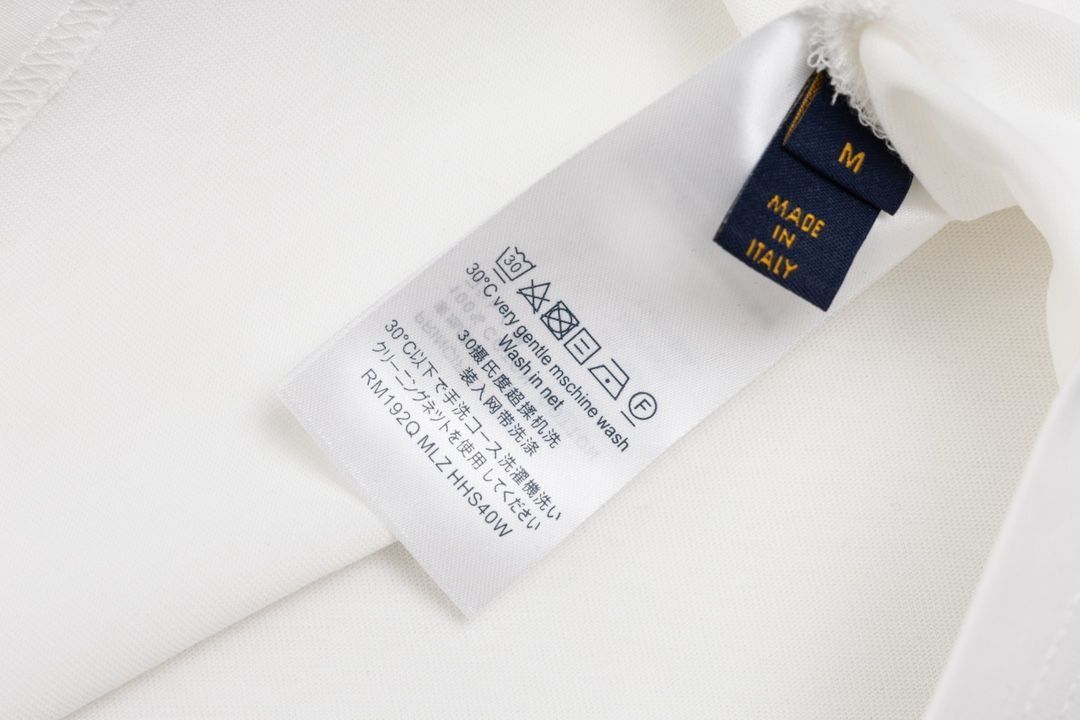 M
MADE
IN
ITALY
30
F
30°C very gentle mschine wash
Wash in net
30摄氏度超揉机洗
装入网带洗涤
30°C以下で手洗コース洗濯機洗い
クリーニングネットを使用してください
RM192Q MLZ HHS40W